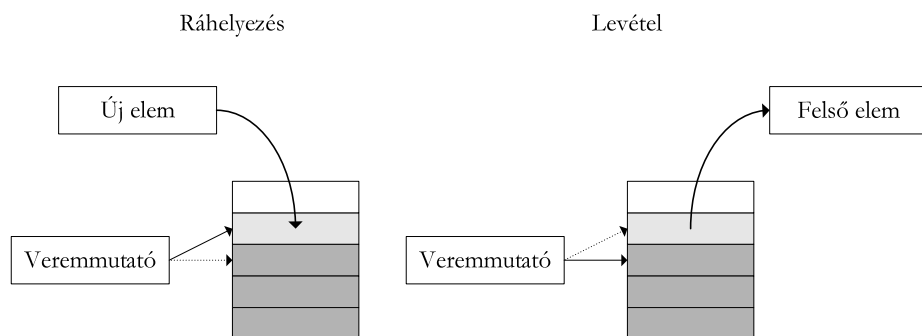 Ráhelyezés
Levétel
Új elem
Felső elem
Veremmutató
Veremmutató